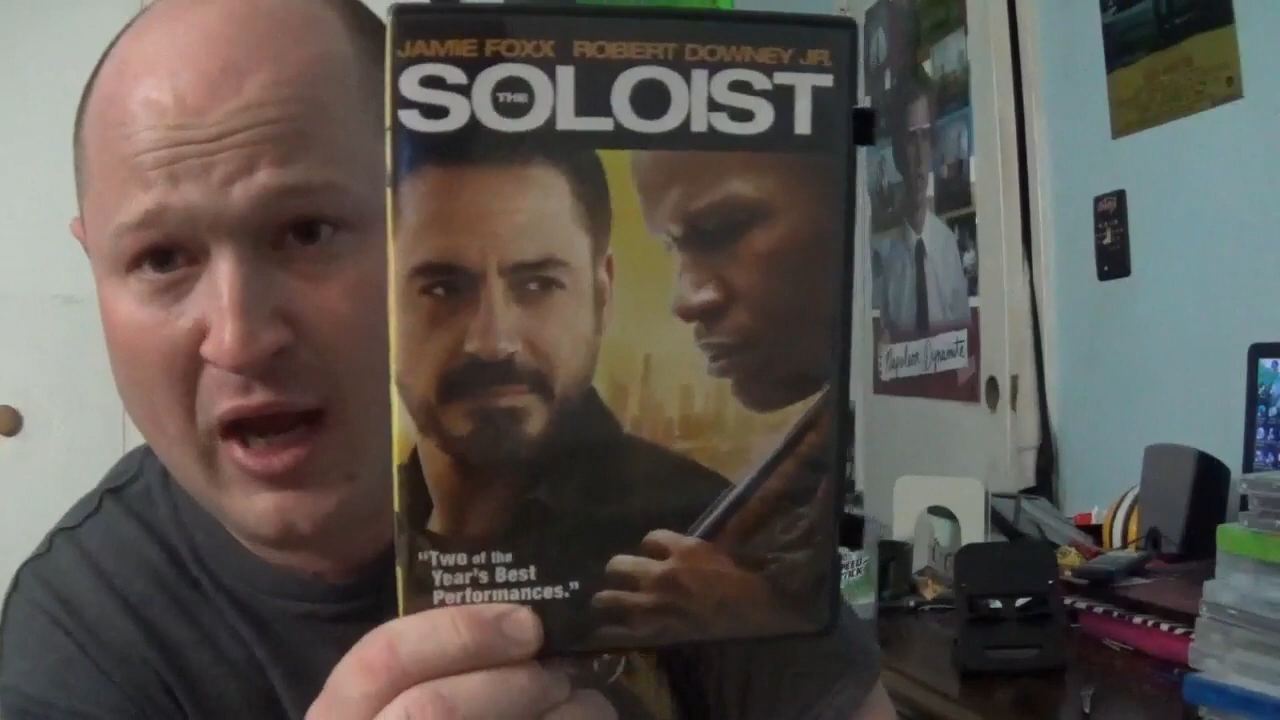 JAMIE FOXX ROBERT DOWNEY JR.
THE
SOLOIST
"Two of the
Year's Best
Performances."
Napoleon Dynamite